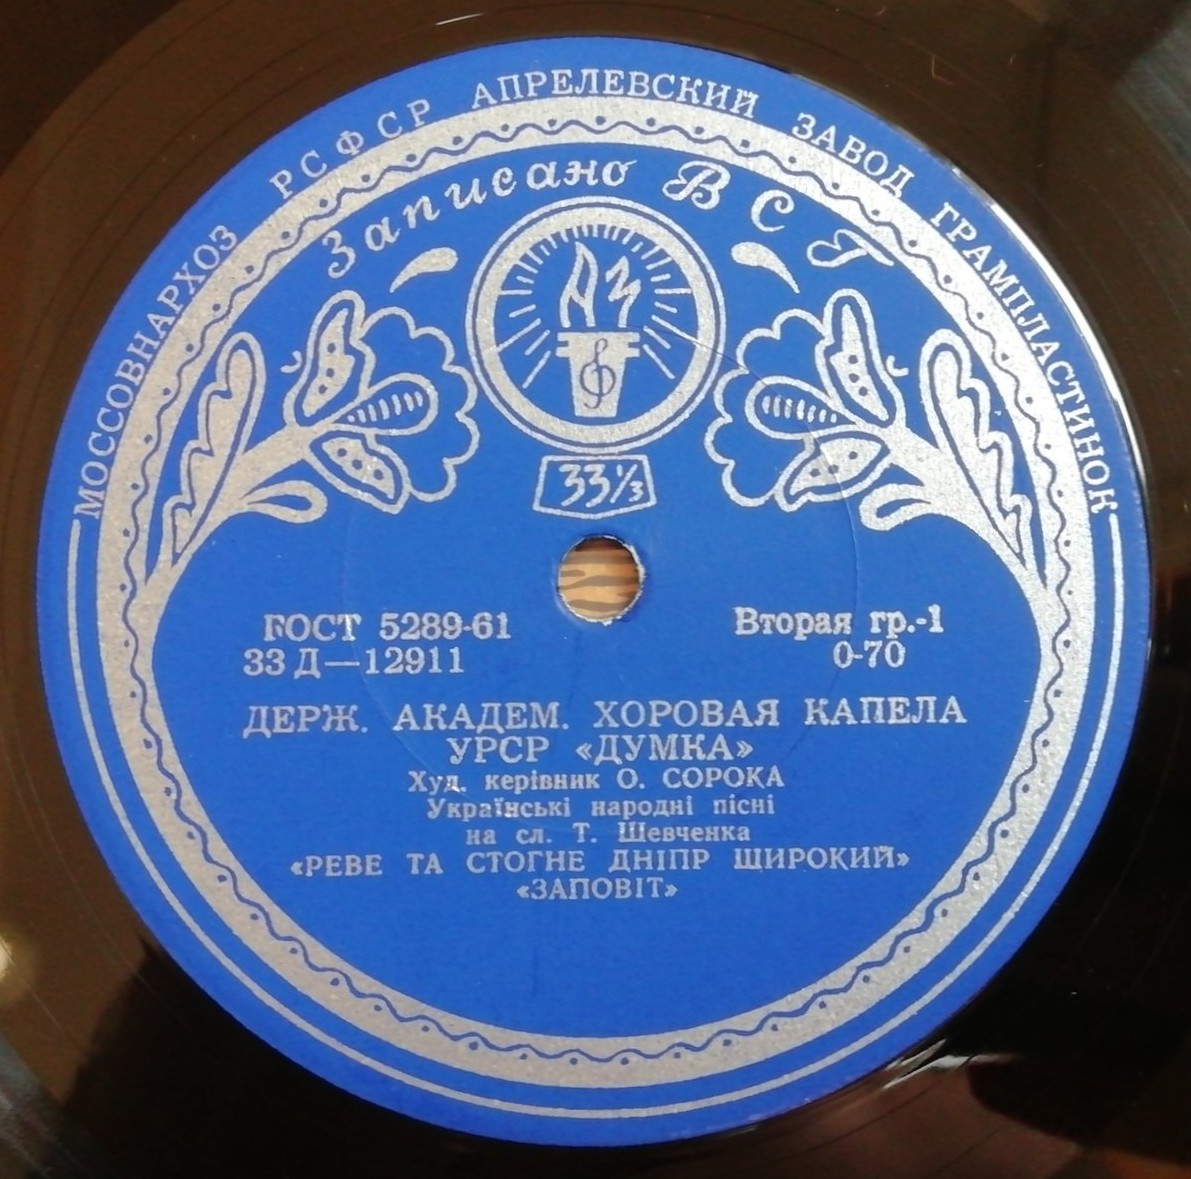 МОССОВНАРХОЗ РСФСР АПРЕЛЕВСКИЙ ЗАВОД ГРАМПЛАСТИНОК
Записано ВСГ
АЗ
33⅓
ГОСТ 5289-61
Вторая гр.-1
33 Д—12911
0-70
ДЕРЖ. АКАДЕМ. ХОРОВАЯ КАПЕЛА
УРСР «ДУМКА»
Худ. керівник О. СОРОКА
Українські народні пісні
на сл. Т. Шевченка
«РЕВЕ ТА СТОГНЕ ДНІПР ШИРОКИЙ»
«ЗАПОВІТ»